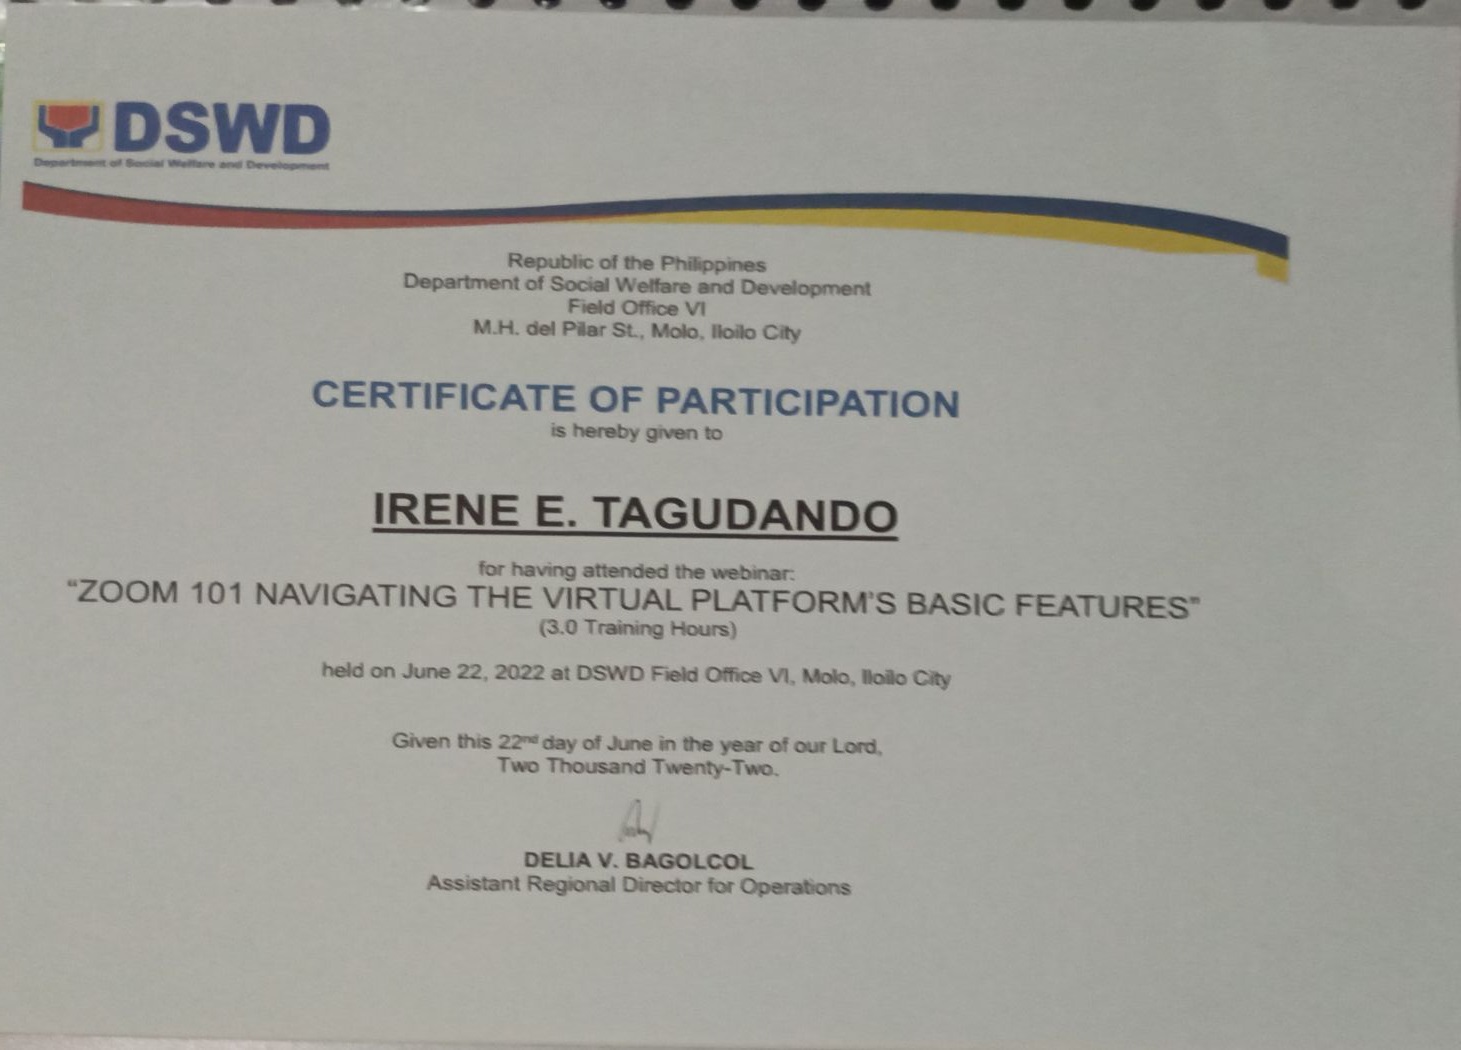 DSWD
Department of Social Welfare and Development
Republic of the Philippines
Department of Social Welfare and Development
Field Office VI
M.H. del Pilar St., Molo, Iloilo City
CERTIFICATE OF PARTICIPATION
is hereby given to
IRENE E. TAGUDANDO
for having attended the webinar:
“ZOOM 101 NAVIGATING THE VIRTUAL PLATFORM'S BASIC FEATURES”
(3.0 Training Hours)
held on June 22, 2022 at DSWD Field Office VI, Molo, Iloilo City
Given this 22nd day of June in the year of our Lord,
Two Thousand Twenty-Two.
DELIA V. BAGOLCOL
Assistant Regional Director for Operations